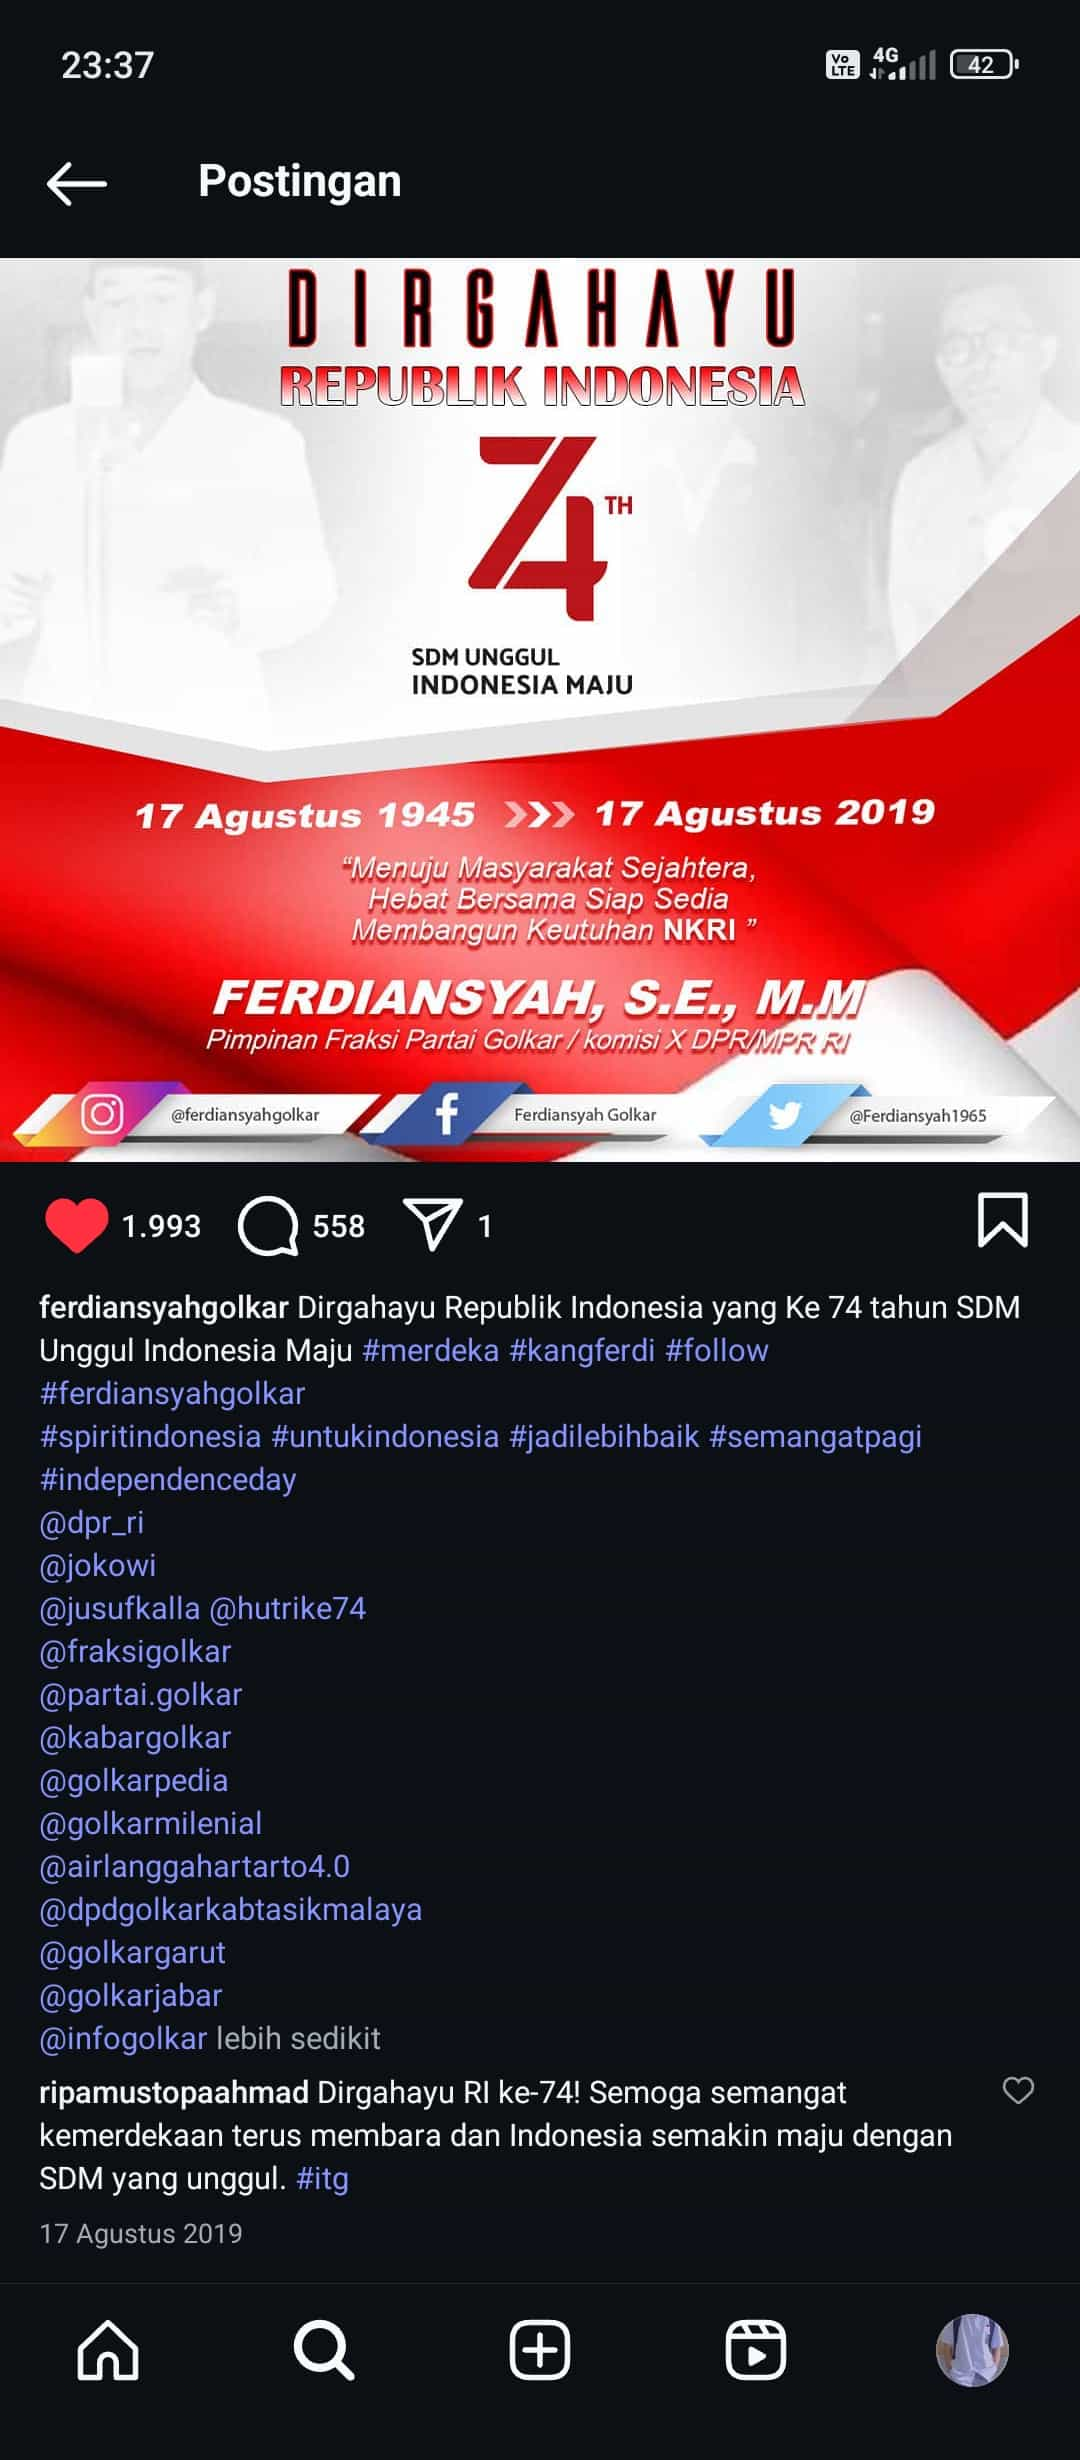 23:37
Vo LTE 4G 42
Postingan
DIRGAHAYU
REPUBLIK INDONESIA
74 TH
SDM UNGGUL
INDONESIA MAJU
17 Agustus 1945 >>> 17 Agustus 2019
“Menuju Masyarakat Sejahtera,
Hebat Bersama Siap Sedia
Membangun Keutuhan NKRI ”
FERDIANSYAH, S.E., M.M
Pimpinan Fraksi Partai Golkar / komisi X DPR/MPR RI
@ferdiansyahgolkar Ferdiansyah Golkar @Ferdiansyah1965
1.993 558 1
ferdiansyahgolkar Dirgahayu Republik Indonesia yang Ke 74 tahun SDM
Unggul Indonesia Maju #merdeka #kangferdi #follow
#ferdiansyahgolkar
#spiritindonesia #untukindonesia #jadilebihbaik #semangatpagi
#independenceday
@dpr_ri
@jokowi
@jusufkalla @hutrike74
@fraksigolkar
@partai.golkar
@kabargolkar
@golkarpedia
@golkarmilenial
@airlanggahartarto4.0
@dpdgolkarkabtasikmalaya
@golkargarut
@golkarjabar
@infogolkar lebih sedikit
ripamustopaahmad Dirgahayu RI ke-74! Semoga semangat
kemerdekaan terus membara dan Indonesia semakin maju dengan
SDM yang unggul. #itg
17 Agustus 2019